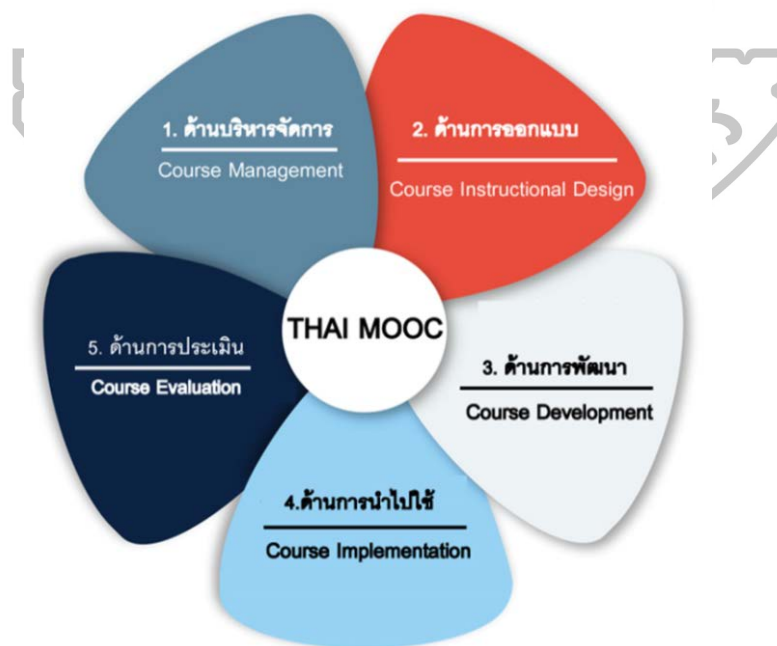 1. ด้านบริหารจัดการ
Course Management
2. ด้านการออกแบบ
Course Instructional Design
THAI MOOC
3. ด้านการพัฒนา
Course Development
4.ด้านการนำไปใช้
Course Implementation
5. ด้านการประเมิน
Course Evaluation